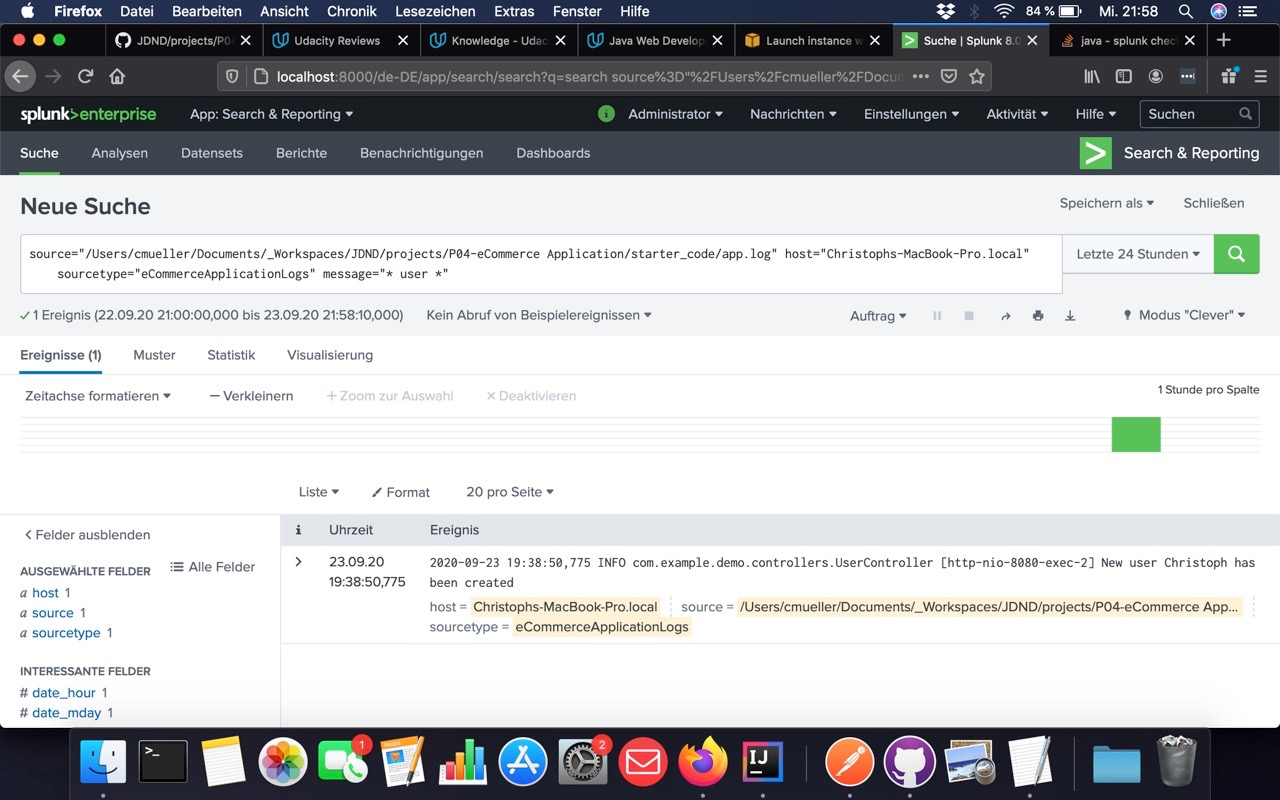 Firefox Datei Bearbeiten Ansicht Chronik Lesezeichen Extras Fenster Hilfe 84 % Mi. 21:58
JDND/projects/P04 Udacity Reviews Knowledge - Udac Java Web Develop Launch instance w Suche | Splunk 8.0 java - splunk chec
localhost:8000/de-DE/app/search/search?q=search source%3D"%2FUsers%2Fcmueller%2FDocun
splunk>enterprise App: Search & Reporting i Administrator Nachrichten Einstellungen Aktivität Hilfe Suchen
Suche Analysen Datensets Berichte Benachrichtigungen Dashboards > Search & Reporting
Neue Suche Speichern als Schließen
source="/Users/cmueller/Documents/_Workspaces/JDND/projects/P04-eCommerce Application/starter_code/app.log" host="Christophs-MacBook-Pro.local"
sourcetype="eCommerceApplicationLogs" message="* user *"
Letzte 24 Stunden
1 Ereignis (22.09.20 21:00:00,000 bis 23.09.20 21:58:10,000) Kein Abruf von Beispielereignissen Auftrag Modus "Clever"
Ereignisse (1) Muster Statistik Visualisierung
Zeitachse formatieren — Verkleinern + Zoom zur Auswahl × Deaktivieren 1 Stunde pro Spalte
Liste Format 20 pro Seite
< Felder ausblenden i Uhrzeit Ereignis
AUSGEWÄHLTE FELDER Alle Felder
a host 1
a source 1
a sourcetype 1
INTERESSANTE FELDER
# date_hour 1
# date_mday 1
> 23.09.20
19:38:50,775
2020-09-23 19:38:50,775 INFO com.example.demo.controllers.UserController [http-nio-8080-exec-2] New user Christoph has
been created
host = Christophs-MacBook-Pro.local source = /Users/cmueller/Documents/_Workspaces/JDND/projects/P04-eCommerce App...
sourcetype = eCommerceApplicationLogs
>_ 1 2 IJ